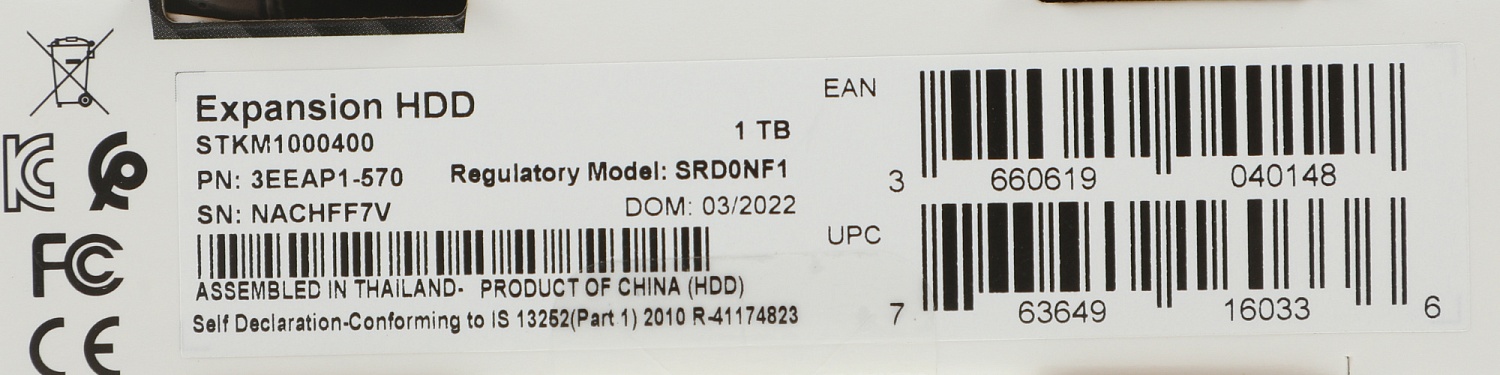 Expansion HDD
STKM1000400
1 TB
PN: 3EEAP1-570 Regulatory Model: SRD0NF1
SN: NACHFF7V DOM: 03/2022
ASSEMBLED IN THAILAND- PRODUCT OF CHINA (HDD)
Self Declaration-Conforming to IS 13252(Part 1) 2010 R-41174823
EAN
3 660619 040148
UPC
7 63649 16033 6
FC
CE